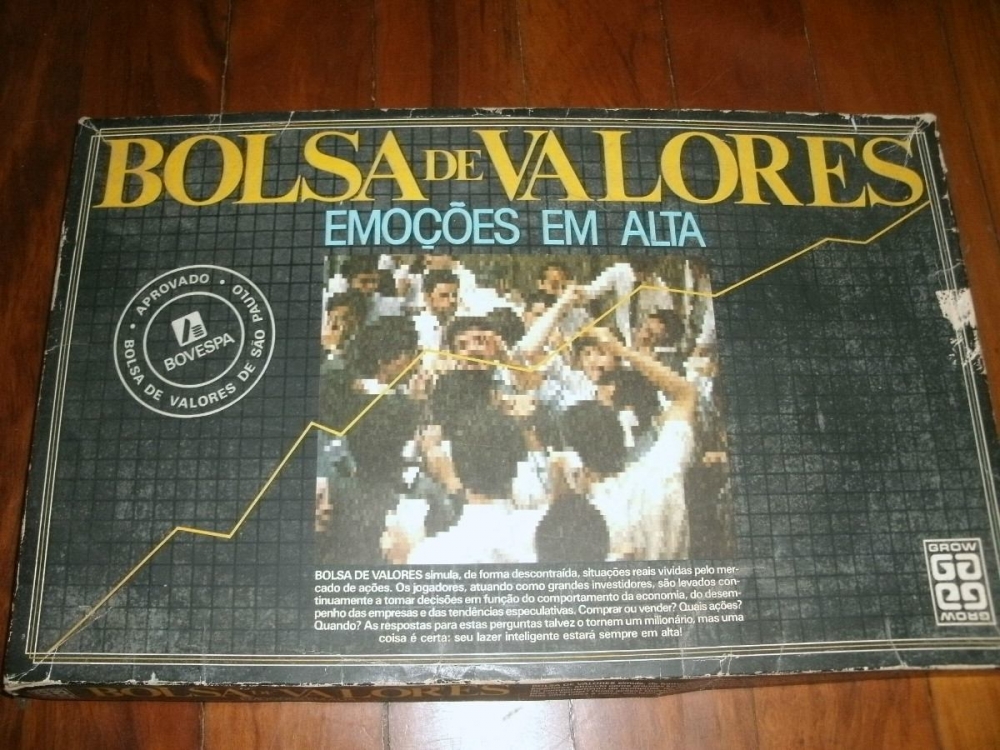 BOLSA DE VALORES
EMOÇÕES EM ALTA
• APROVADO •
BOLSA DE VALORES DE SÃO PAULO
BOVESPA
BOLSA DE VALORES simula, de forma descontraída, situações reais vividas pelo mer-
cado de ações. Os jogadores, atuando como grandes investidores, são levados con-
tinuamente a tomar decisões em função do comportamento da economia, do desem-
penho das empresas e das tendências especulativas. Comprar ou vender? Quais ações?
Quando? As respostas para estas perguntas talvez o tornem um milionário, mas uma
coisa é certa: seu lazer inteligente estará sempre em alta!
GROW
GROW
BOLSA DE VALORES